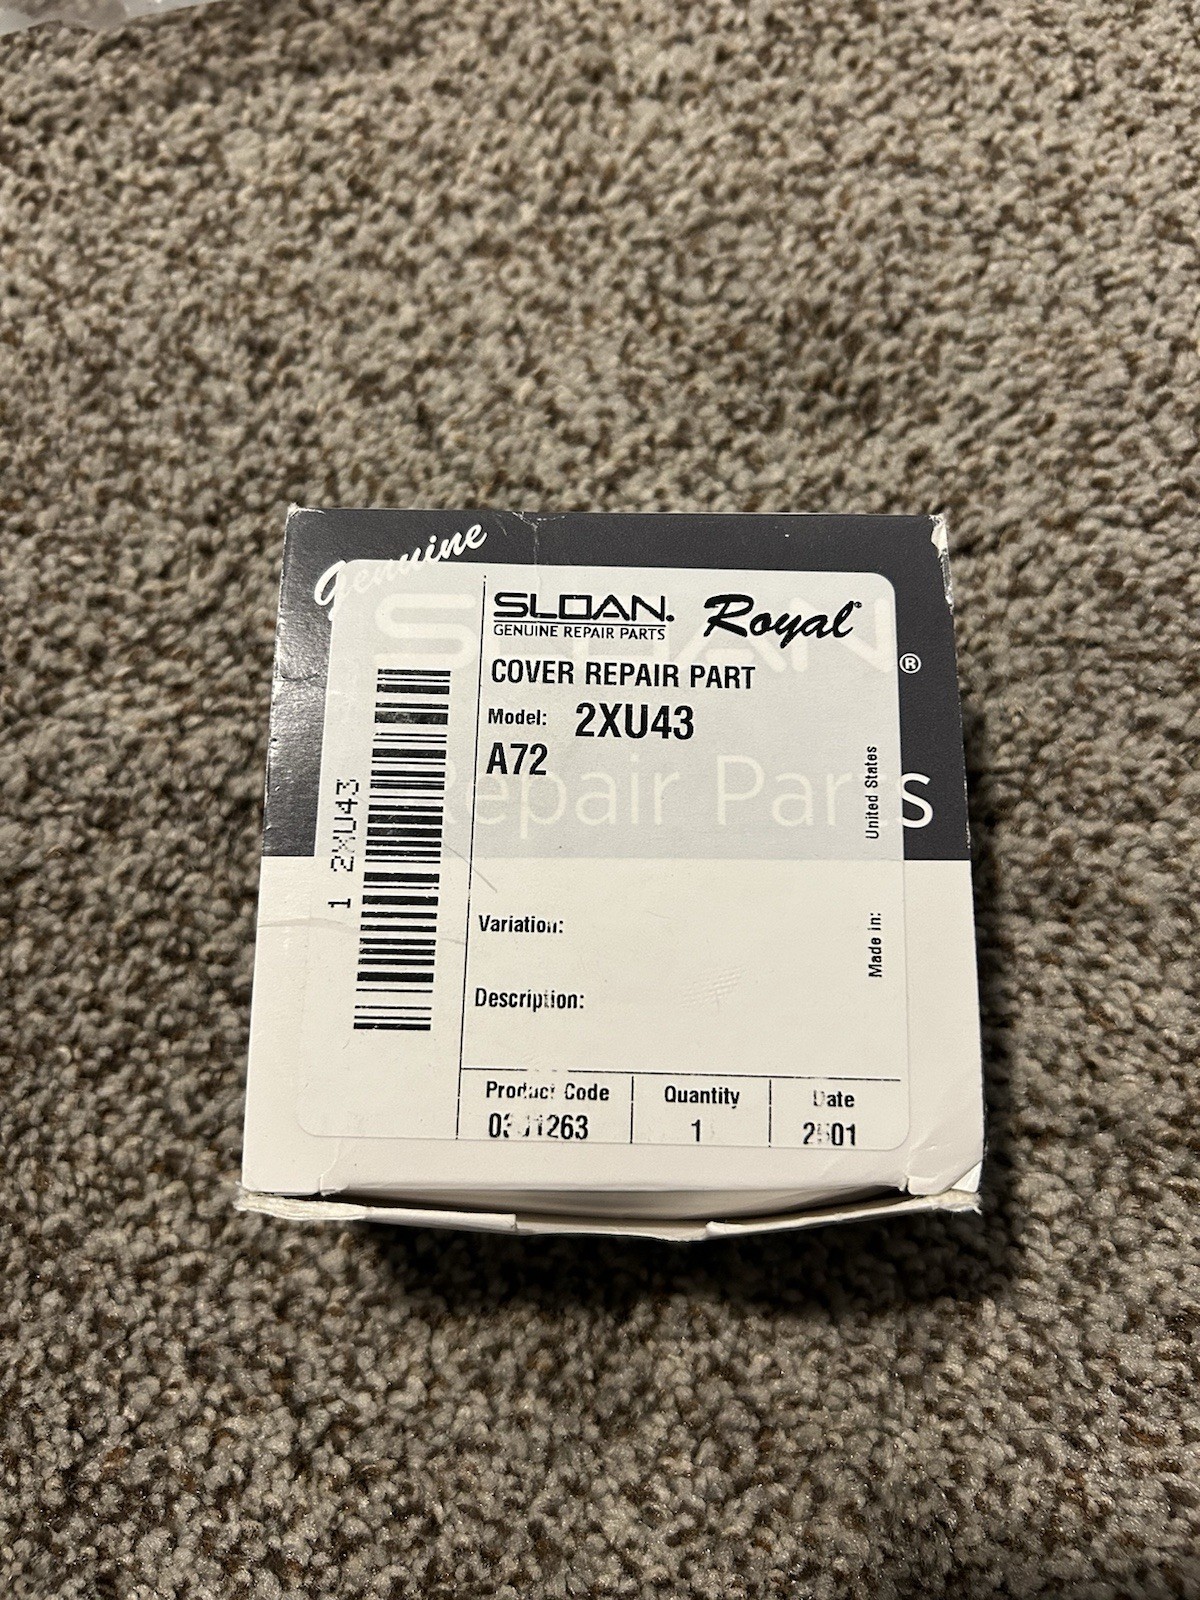 Genuine
SLOAN®
Repair Parts
SLOAN.
GENUINE REPAIR PARTS
Royal®
COVER REPAIR PART
Model: 2XU43
A72
1 2XU43
United States
Made in:
Variation:
Description:
Product Code
Quantity
1
Date